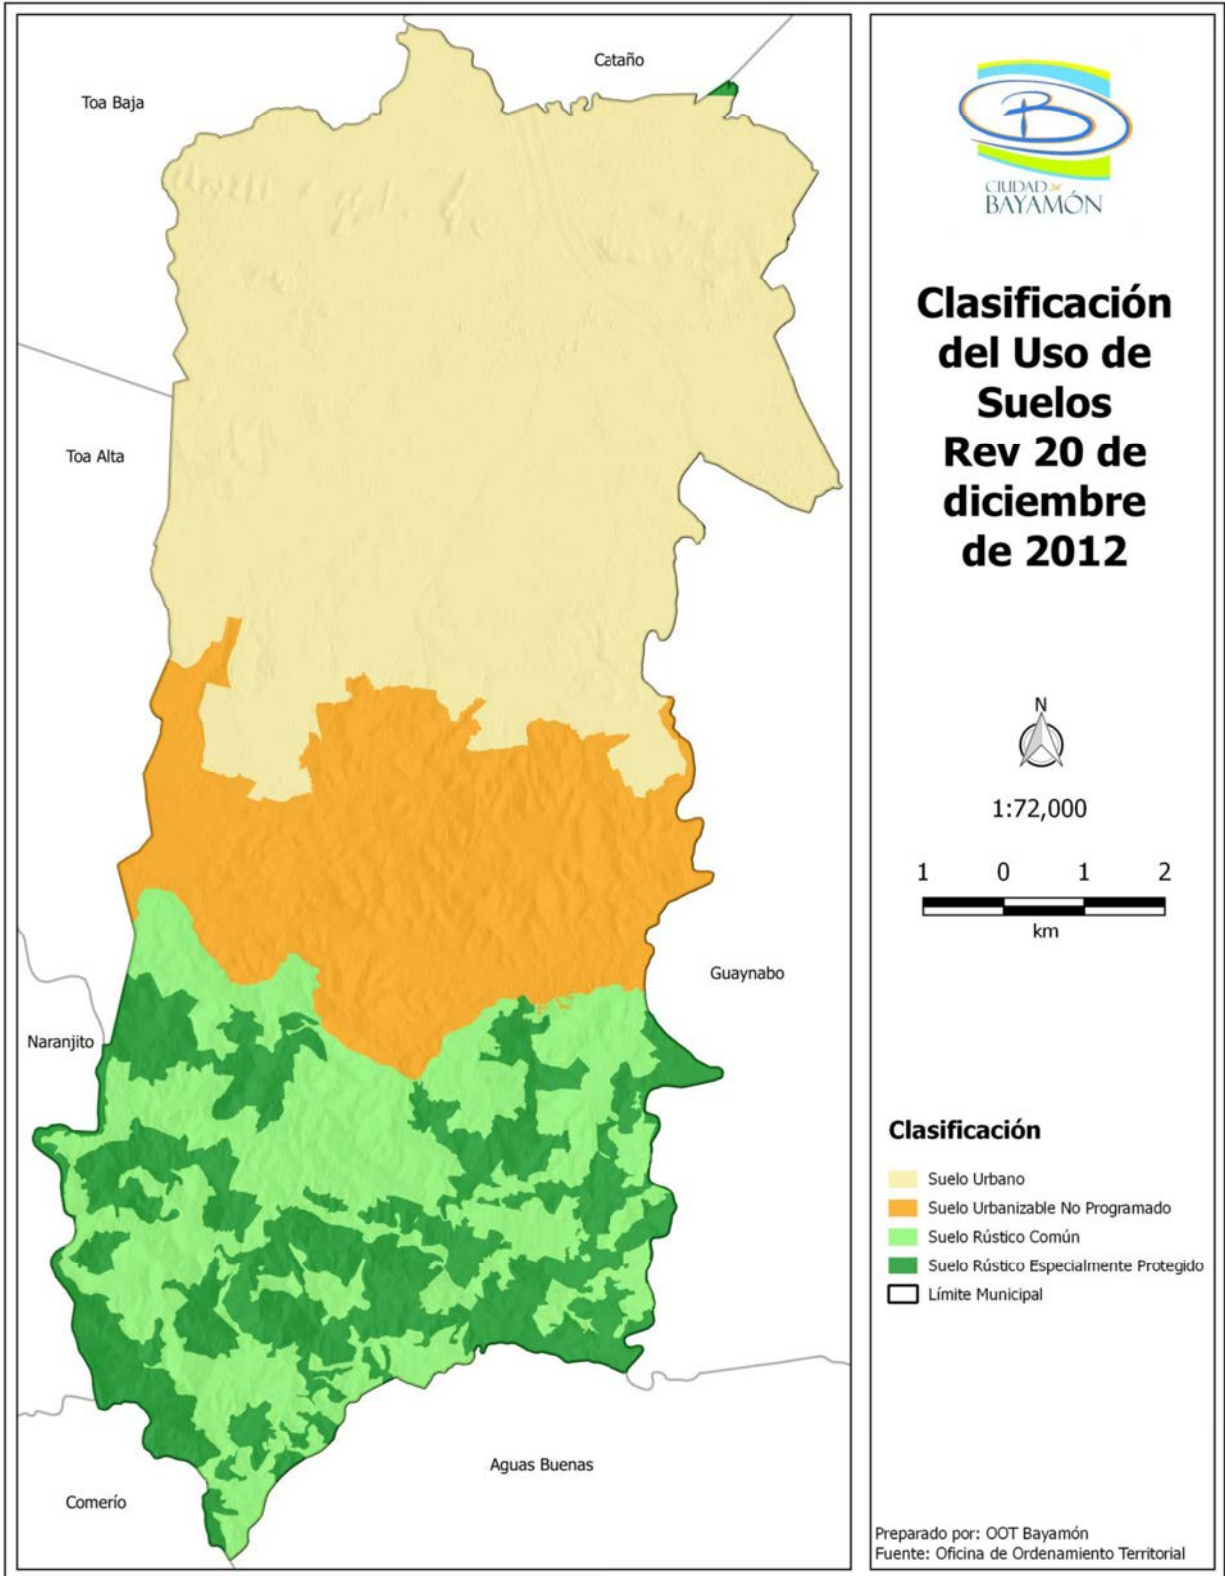 Cataño
Toa Baja
Toa Alta
Guaynabo
Naranjito
Aguas Buenas
Comerío
B
CIUDAD DE
BAYAMÓN
Clasificación
del Uso de
Suelos
Rev 20 de
diciembre
de 2012
N
1:72,000
1 0 1 2
km
Clasificación
Suelo Urbano
Suelo Urbanizable No Programado
Suelo Rústico Común
Suelo Rústico Especialmente Protegido
Límite Municipal
Preparado por: OOT Bayamón
Fuente: Oficina de Ordenamiento Territorial